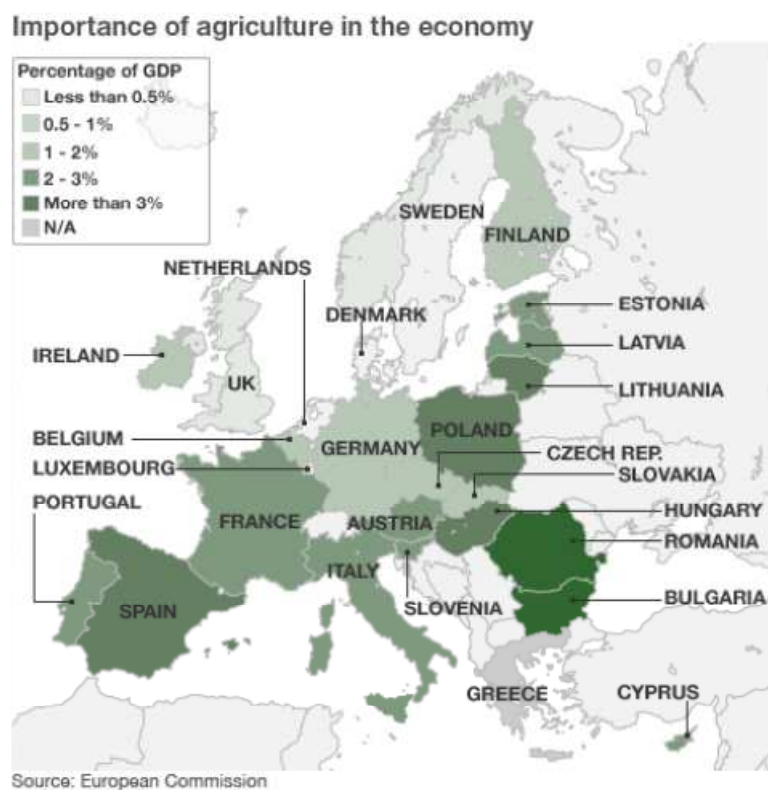 Importance of agriculture in the economy
Percentage of GDP
Less than 0.5%
0.5 - 1%
1 - 2%
2 - 3%
More than 3%
N/A
SWEDEN
FINLAND
NETHERLANDS
DENMARK
ESTONIA
LATVIA
IRELAND
UK
LITHUANIA
BELGIUM
GERMANY
POLAND
CZECH REP.
LUXEMBOURG
SLOVAKIA
PORTUGAL
HUNGARY
FRANCE
AUSTRIA
ROMANIA
ITALY
BULGARIA
SPAIN
SLOVENIA
GREECE
CYPRUS
Source: European Commission